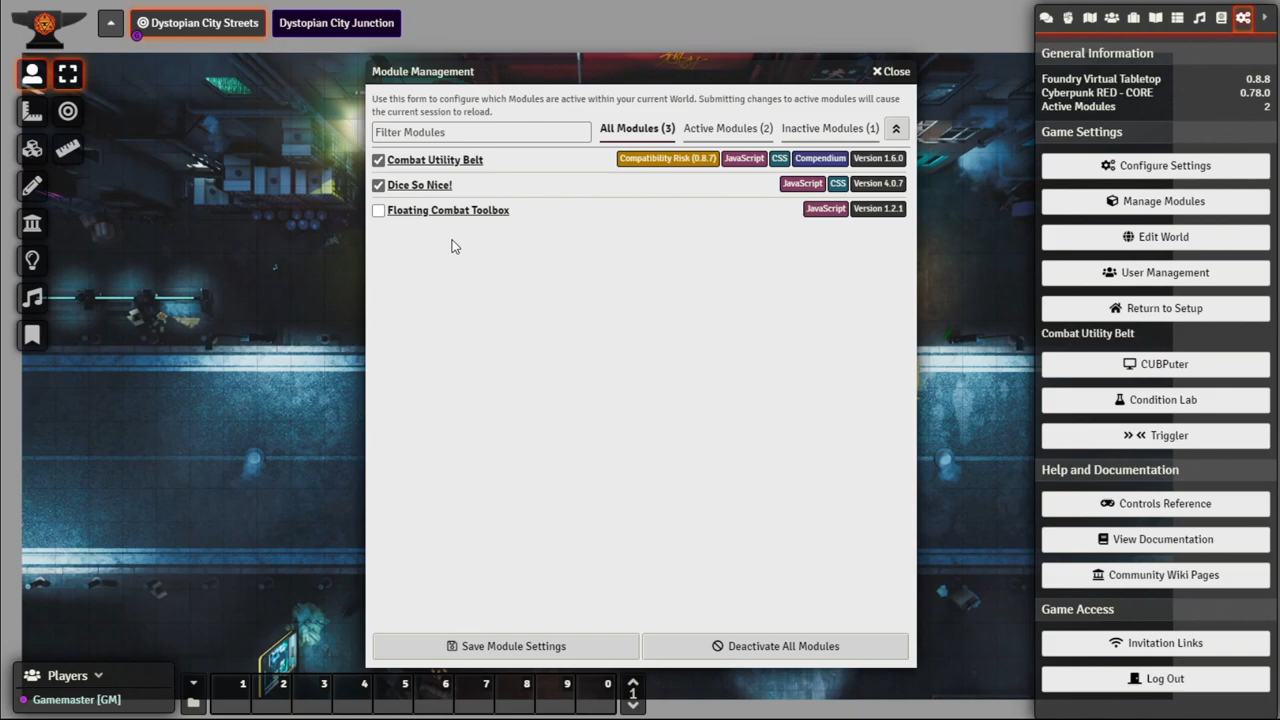 Dystopian City Streets
Dystopian City Junction
G
Module Management
Close
Use this form to configure which Modules are active within your current World. Submitting changes to active modules will cause
the current session to reload.
Filter Modules
All Modules (3)
Active Modules (2)
Inactive Modules (1)
Combat Utility Belt
Compatibility Risk (0.8.7)
JavaScript
CSS
Compendium
Version 1.6.0
Dice So Nice!
JavaScript
CSS
Version 4.0.7
Floating Combat Toolbox
JavaScript
Version 1.2.1
Save Module Settings
Deactivate All Modules
General Information
Foundry Virtual Tabletop 0.8.8
Cyberpunk RED - CORE 0.78.0
Active Modules 2
Game Settings
Configure Settings
Manage Modules
Edit World
User Management
Return to Setup
Combat Utility Belt
CUBPuter
Condition Lab
Triggler
Help and Documentation
Controls Reference
View Documentation
Community Wiki Pages
Game Access
Invitation Links
Log Out
Players
Gamemaster [GM]
1 2 3 4 5 6 7 8 9 0
1